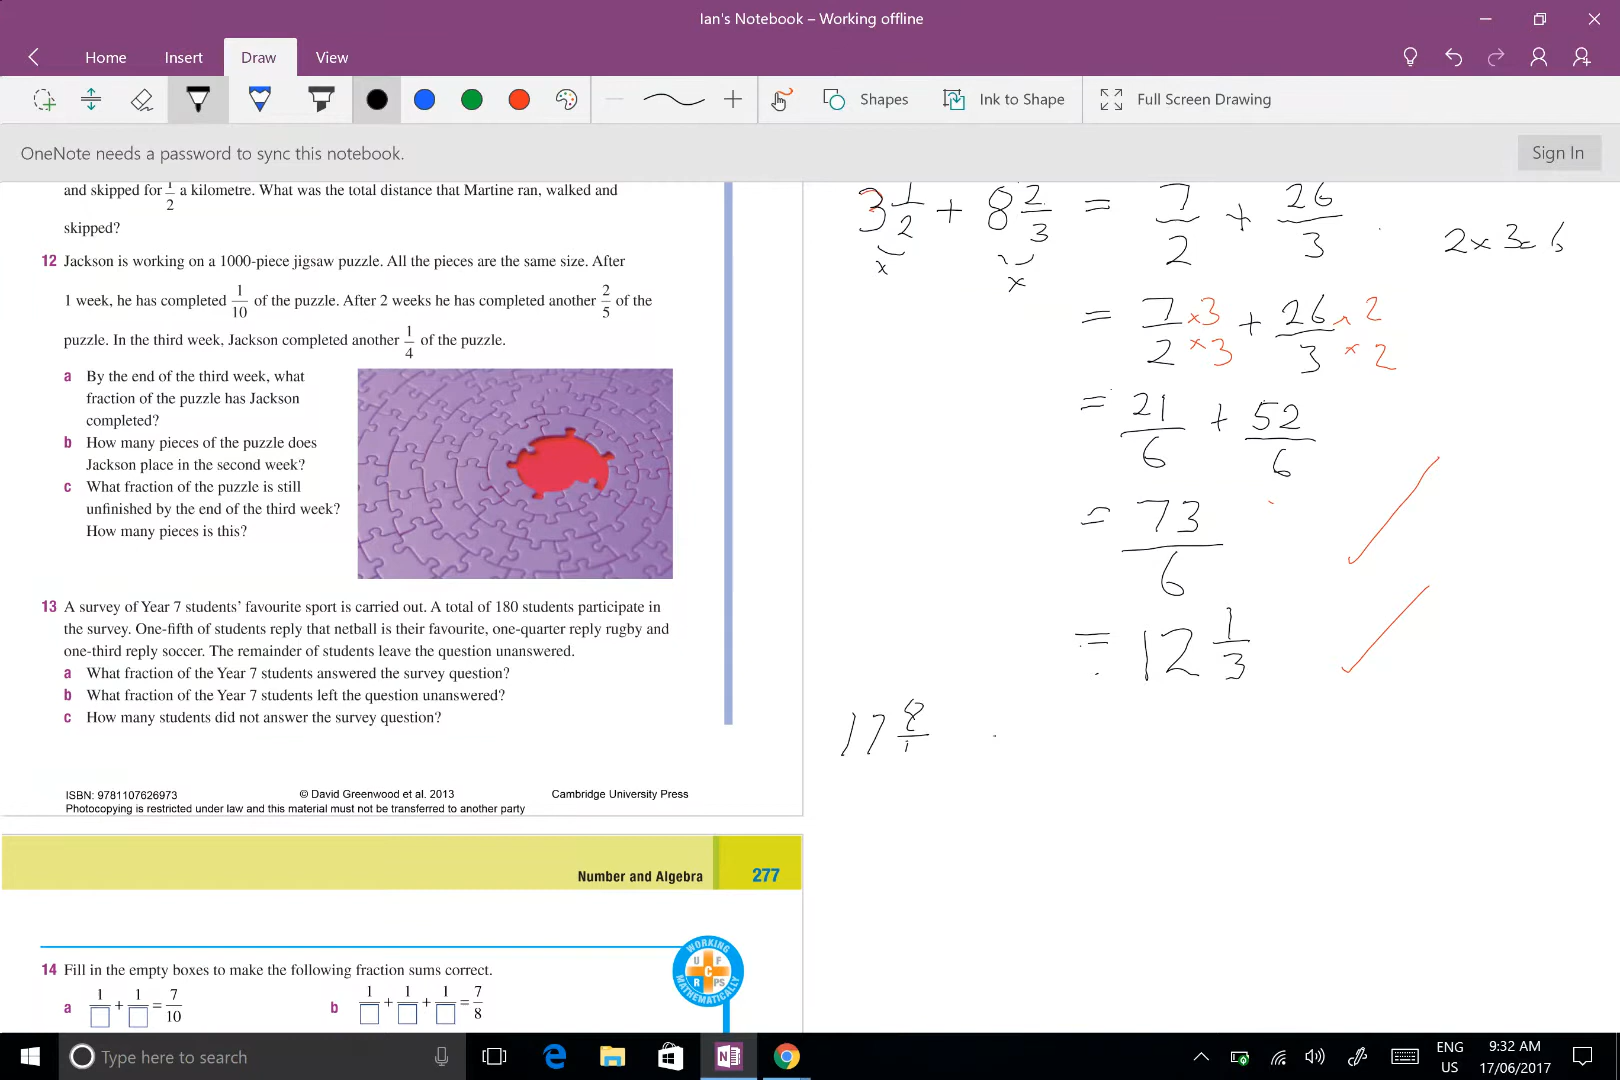 Ian's Notebook – Working offline
Home Insert Draw View
Shapes Ink to Shape Full Screen Drawing
OneNote needs a password to sync this notebook.
Sign In
and skipped for 1/2 a kilometre. What was the total distance that Martine ran, walked and
skipped?
12 Jackson is working on a 1000-piece jigsaw puzzle. All the pieces are the same size. After
1 week, he has completed 1/10 of the puzzle. After 2 weeks he has completed another 2/5 of the
puzzle. In the third week, Jackson completed another 1/4 of the puzzle.
a By the end of the third week, what
fraction of the puzzle has Jackson
completed?
b How many pieces of the puzzle does
Jackson place in the second week?
c What fraction of the puzzle is still
unfinished by the end of the third week?
How many pieces is this?
13 A survey of Year 7 students' favourite sport is carried out. A total of 180 students participate in
the survey. One-fifth of students reply that netball is their favourite, one-quarter reply rugby and
one-third reply soccer. The remainder of students leave the question unanswered.
a What fraction of the Year 7 students answered the survey question?
b What fraction of the Year 7 students left the question unanswered?
c How many students did not answer the survey question?
ISBN: 9781107626973 © David Greenwood et al. 2013 Cambridge University Press
Photocopying is restricted under law and this material must not be transferred to another party
Number and Algebra 277
WORKING
U F
C
R PS
MATHEMATICALLY
14 Fill in the empty boxes to make the following fraction sums correct.
a 1/□ + 1/□ = 7/10 b 1/□ + 1/□ + 1/□ = 7/8
3 1/2 + 8 2/3 = 7/2 + 26/3
x x
2 x 3 = 6
= 7/2 ×3/×3 + 26/3 ×2/×2
= 21/6 + 52/6
= 73/6
= 12 1/3
17 8/
Type here to search
ENG
US
9:32 AM
17/06/2017